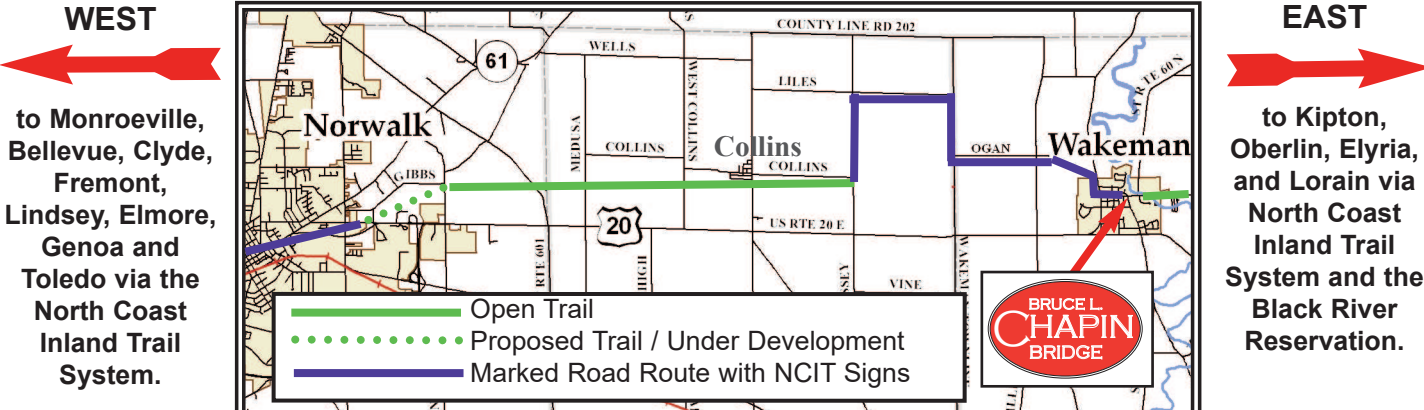 WEST
to Monroeville,
Bellevue, Clyde,
Fremont,
Lindsey, Elmore,
Genoa and
Toledo via the
North Coast
Inland Trail
System.
COUNTY LINE RD 202
WELLS
61
LILES
ST RTE 60 N
Norwalk
MEDUSA
WEST COLLINS
COLLINS
Collins
COLLINS
OGAN
Wakeman
GIBBS
20
US RTE 20 E
RTE 601
HIGH
VINE
Open Trail
Proposed Trail / Under Development
Marked Road Route with NCIT Signs
BRUCE L.
CHAPIN
BRIDGE
EAST
to Kipton,
Oberlin, Elyria,
and Lorain via
North Coast
Inland Trail
System and the
Black River
Reservation.